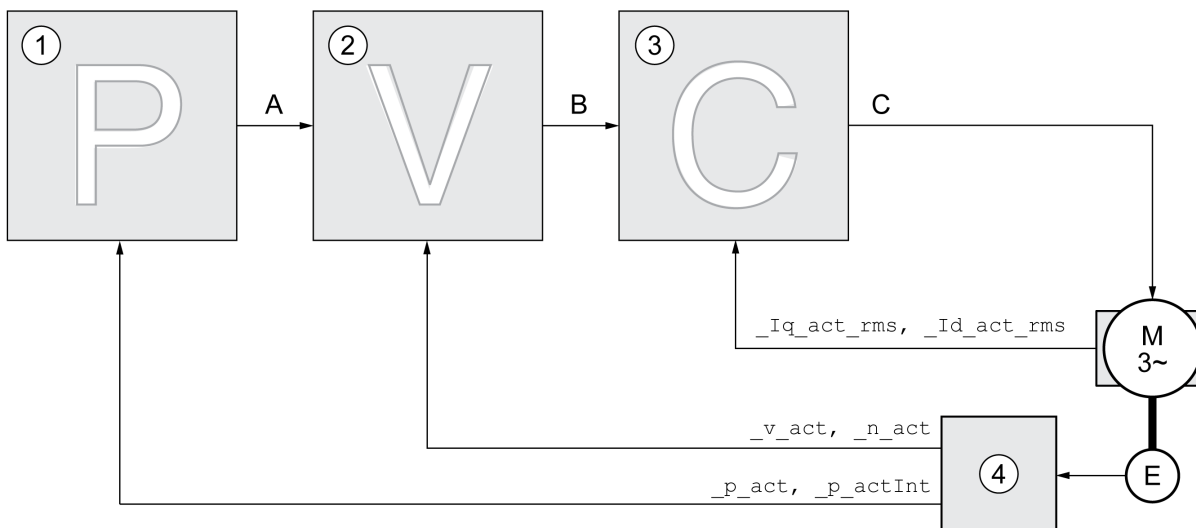 1
P
A
2
V
B
3
C
C
_Iq_act_rms, _Id_act_rms
M
3~
_v_act, _n_act
_p_act, _p_actInt
4
E